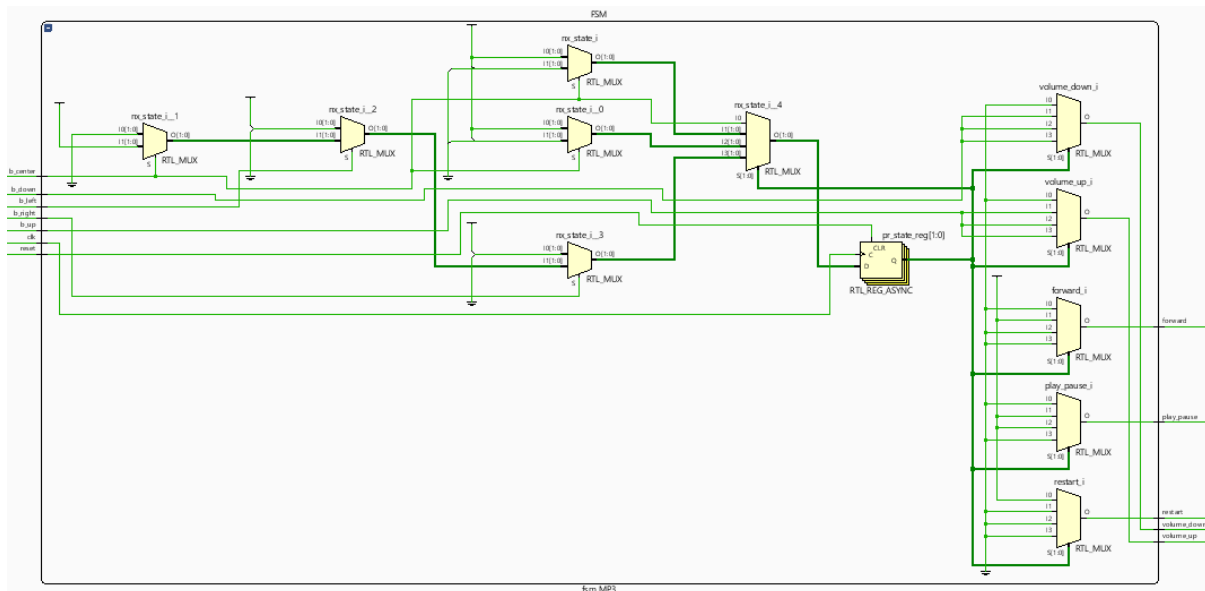 FSM
nx_state_i
I0[1:0]
I1[1:0]
O[1:0]
S
RTL_MUX
nx_state_i__1
I0[1:0]
I1[1:0]
O[1:0]
S
RTL_MUX
nx_state_i__2
I0[1:0]
I1[1:0]
O[1:0]
S
RTL_MUX
nx_state_i__0
I0[1:0]
I1[1:0]
O[1:0]
S
RTL_MUX
nx_state_i__4
I0
I1[1:0]
I2[1:0]
I3[1:0]
O[1:0]
S[1:0]
RTL_MUX
volume_down_i
I0
I1
I2
I3
O
S[1:0]
RTL_MUX
b_center
b_down
b_left
b_right
b_up
clk
reset
volume_up_i
I0
I1
I2
I3
O
S[1:0]
RTL_MUX
nx_state_i__3
I0[1:0]
I1[1:0]
O[1:0]
S
RTL_MUX
pr_state_reg[1:0]
CLR
C
D
Q
RTL_REG_ASYNC
forward_i
I0
I1
I2
I3
O
S[1:0]
RTL_MUX
forward
play_pause_i
I0
I1
I2
I3
O
S[1:0]
RTL_MUX
play_pause
restart_i
I0
I1
I2
I3
O
S[1:0]
RTL_MUX
restart
volume_down
volume_up
fsm_MP3